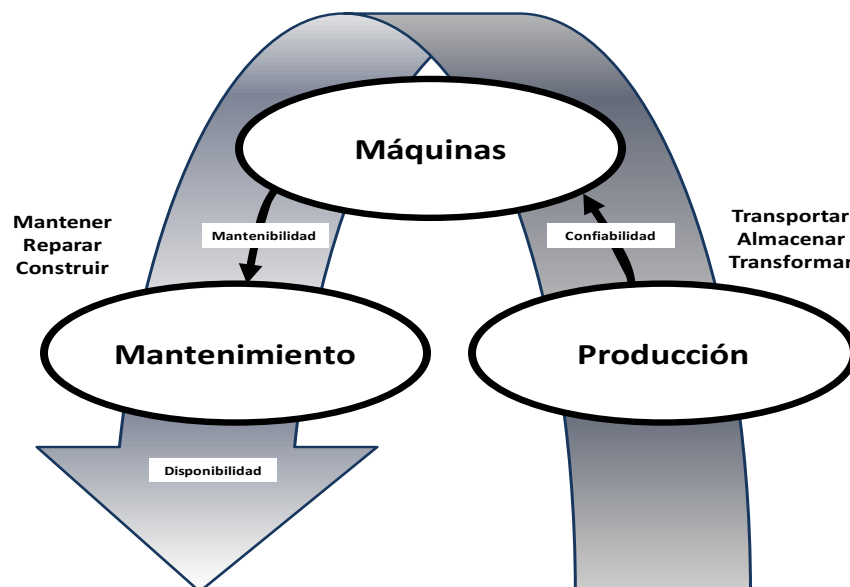 Máquinas
Mantener
Reparar
Construir
Mantenibilidad
Confiabilidad
Transportar
Almacenar
Transformar
Mantenimiento
Producción
Disponibilidad